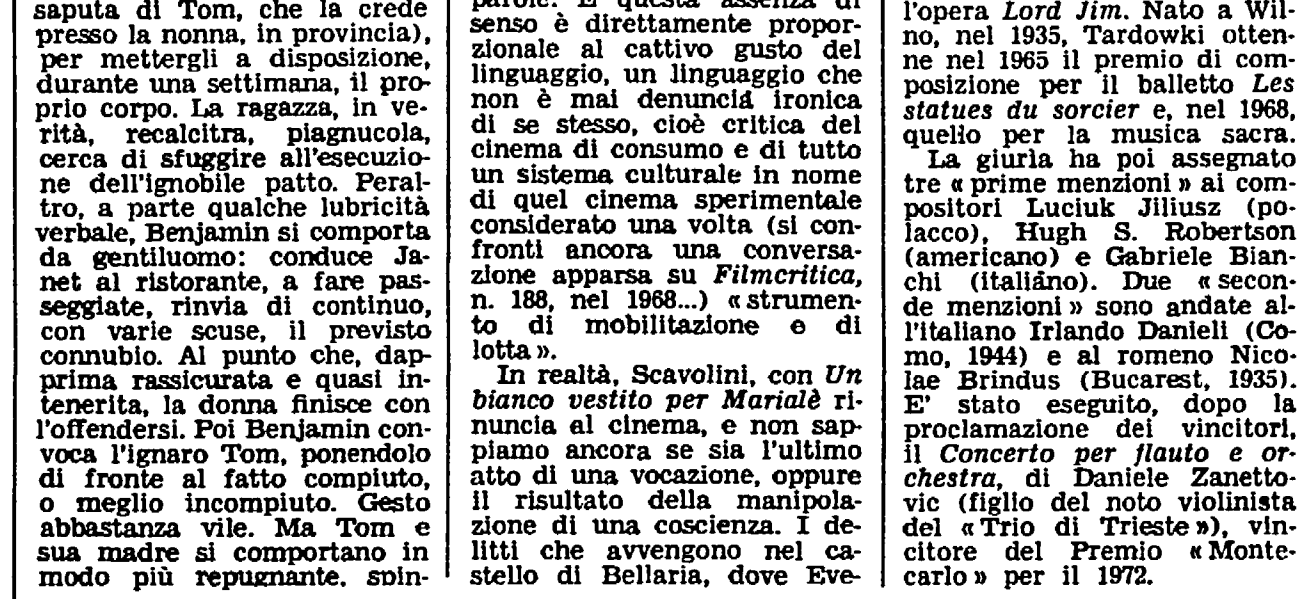 saputa di Tom, che la crede
presso la nonna, in provincia),
per mettergli a disposizione,
durante una settimana, il pro-
prio corpo. La ragazza, in ve-
rità, recalcitra, piagnucola,
cerca di sfuggire all'esecuzio-
ne dell'ignobile patto. Peral-
tro, a parte qualche lubricità
verbale, Benjamin si comporta
da gentiluomo: conduce Ja-
net al ristorante, a fare pas-
seggiate, rinvia di continuo,
con varie scuse, il previsto
connubio. Al punto che, dap-
prima rassicurata e quasi in-
tenerita, la donna finisce con
l'offendersi. Poi Benjamin con-
voca l'ignaro Tom, ponendolo
di fronte al fatto compiuto,
o meglio incompiuto. Gesto
abbastanza vile. Ma Tom e
sua madre si comportano in
modo più repugnante, spin-
parole. E questa assenza di
senso è direttamente propor-
zionale al cattivo gusto del
linguaggio, un linguaggio che
non è mai denuncia ironica
di se stesso, cioè critica del
cinema di consumo e di tutto
un sistema culturale in nome
di quel cinema sperimentale
considerato una volta (si con-
fronti ancora una conversa-
zione apparsa su Filmcritica,
n. 188, nel 1968...) « strumen-
to di mobilitazione e di
lotta ».
In realtà, Scavolini, con Un
bianco vestito per Marialè ri-
nuncia al cinema, e non sap-
piamo ancora se sia l'ultimo
atto di una vocazione, oppure
il risultato della manipola-
zione di una coscienza. I de-
litti che avvengono nel ca-
stello di Bellaria, dove Eve-
l'opera Lord Jim. Nato a Wil-
no, nel 1935, Tardowki otten-
ne nel 1965 il premio di com-
posizione per il balletto Les
statues du sorcier e, nel 1968,
quello per la musica sacra.
La giuria ha poi assegnato
tre « prime menzioni » ai com-
positori Luciuk Jiliusz (po-
lacco), Hugh S. Robertson
(americano) e Gabriele Bian-
chi (italiano). Due « secon-
de menzioni » sono andate al-
l'italiano Irlando Danieli (Co-
mo, 1944) e al romeno Nico-
lae Brindus (Bucarest, 1935).
E' stato eseguito, dopo la
proclamazione dei vincitori,
il Concerto per flauto e or-
chestra, di Daniele Zanetto-
vic (figlio del noto violinista
del « Trio di Trieste »), vin-
citore del Premio « Monte-
carlo » per il 1972.